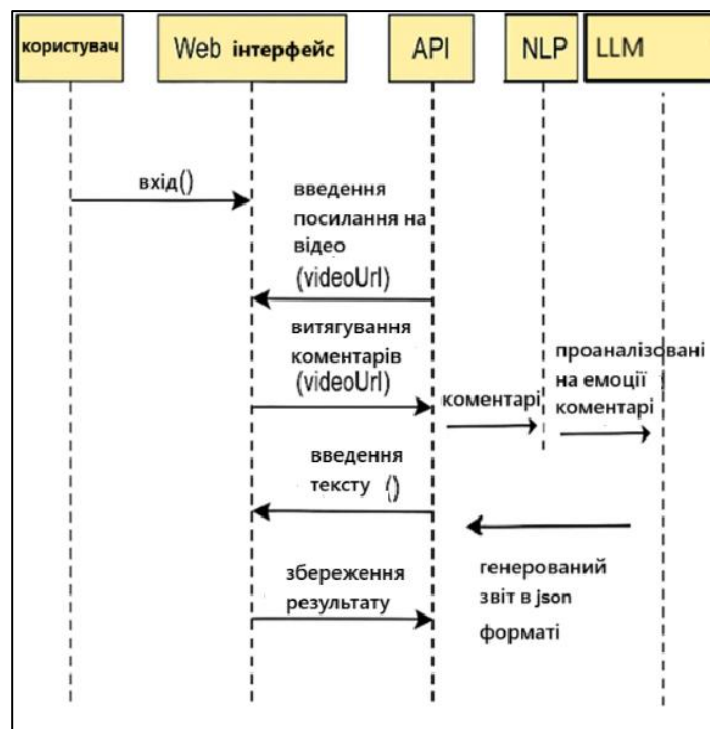 користувач
Web інтерфейс
API
NLP
LLM
вхід()
введення
посилання на
відео
(videoUrl)
витягування
коментарів
(videoUrl)
коментарі
проаналізовані
на емоції
коментарі
введення
тексту ()
збереження
результату
генерований
звіт в json
форматі